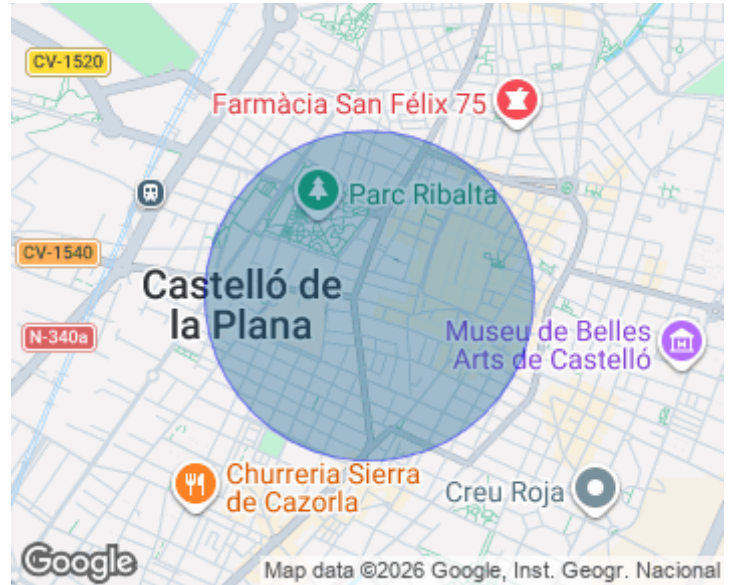 CV-1520
Farmàcia San Félix 75
Parc Ribalta
CV-1540
Castelló de
la Plana
N-340a
Museu de Belles
Arts de Castelló
Churreria Sierra
de Cazorla
Creu Roja
Google
Map data ©2026 Google, Inst. Geogr. Nacional